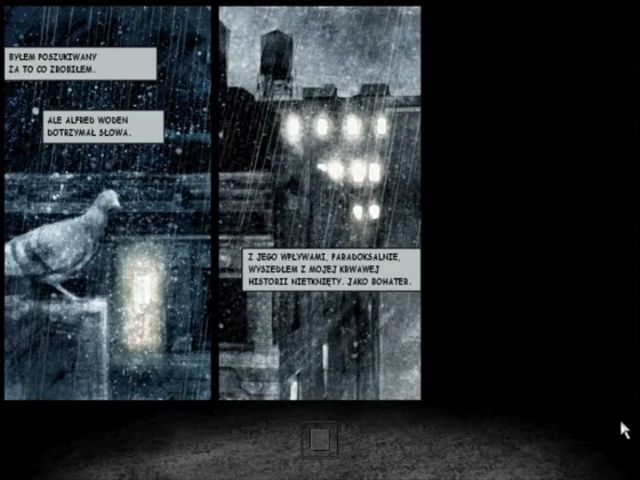 BYŁEM POSZUKIWANY
ZA TO CO ZROBIŁEM.
ALE ALFRED WODEN
DOTRZYMAŁ SŁOWA.
Z JEGO WPŁYWAMI, PARADOKSALNIE,
WYSZEDŁEM Z MOJEJ KRWAWEJ
HISTORII NIETKNIĘTY. JAKO BOHATER.